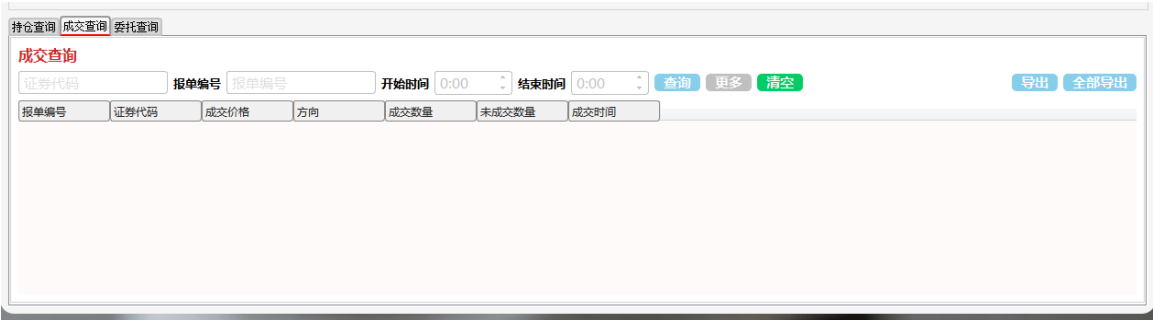 持仓查询 成交查询 委托查询
成交查询
证券代码 报单编号 报单编号 开始时间 0:00 结束时间 0:00 查询 更多 清空 导出 全部导出
报单编号 证券代码 成交价格 方向 成交数量 未成交数量 成交时间